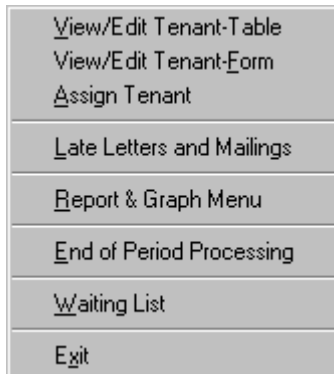 View/Edit Tenant-Table
View/Edit Tenant-Form
Assign Tenant
Late Letters and Mailings
Report & Graph Menu
End of Period Processing
Waiting List
Exit